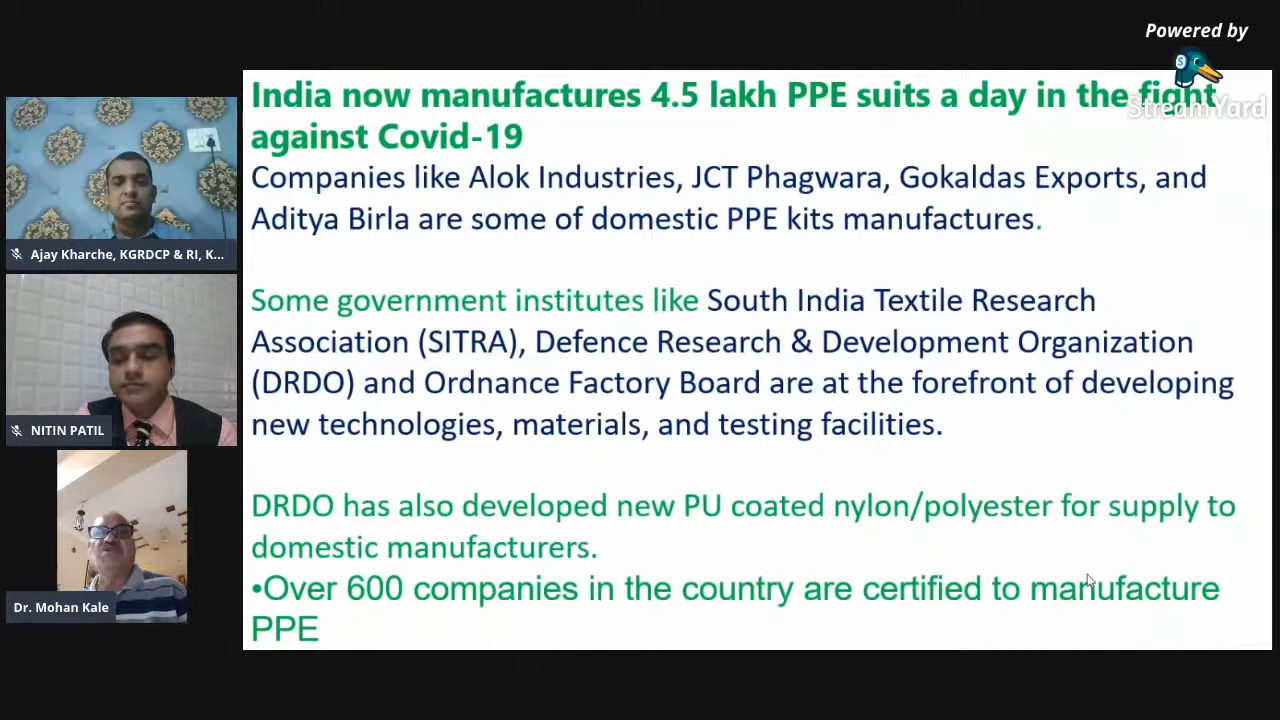 Powered by
StreamYard
India now manufactures 4.5 lakh PPE suits a day in the fight
against Covid-19
Companies like Alok Industries, JCT Phagwara, Gokaldas Exports, and
Aditya Birla are some of domestic PPE kits manufactures.
Some government institutes like South India Textile Research
Association (SITRA), Defence Research & Development Organization
(DRDO) and Ordnance Factory Board are at the forefront of developing
new technologies, materials, and testing facilities.
DRDO has also developed new PU coated nylon/polyester for supply to
domestic manufacturers.
•Over 600 companies in the country are certified to manufacture
PPE
Ajay Kharche, KGRDCP & RI, K...
NITIN PATIL
Dr. Mohan Kale